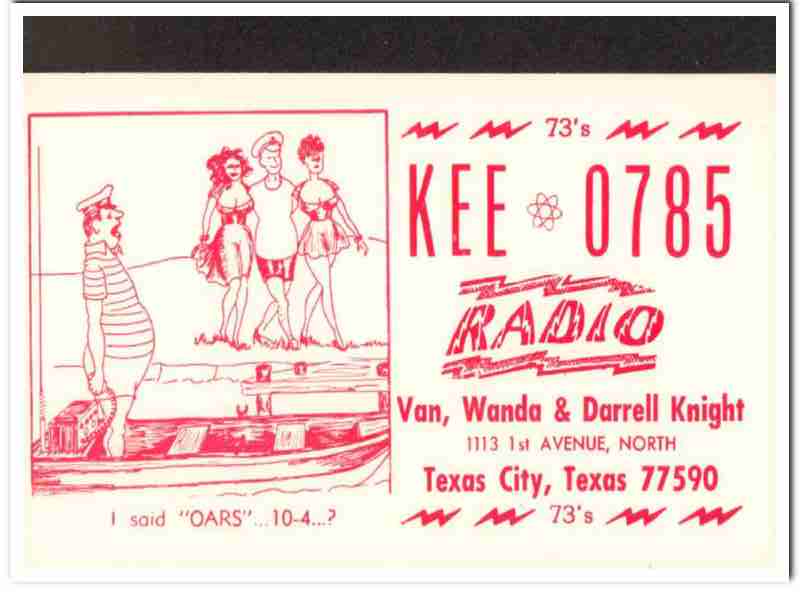 73's
KEE 0785
RADIO
Van, Wanda & Darrell Knight
1113 1st AVENUE, NORTH
Texas City, Texas 77590
73's
I said "OARS"...10-4...?